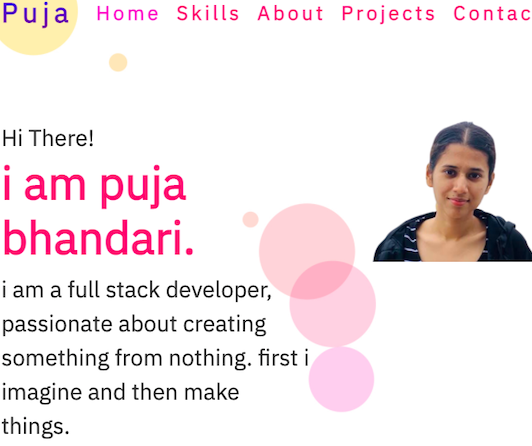 Puja Home Skills About Projects Contac
Hi There!
i am puja
bhandari.
i am a full stack developer,
passionate about creating
something from nothing. first i
imagine and then make
things.